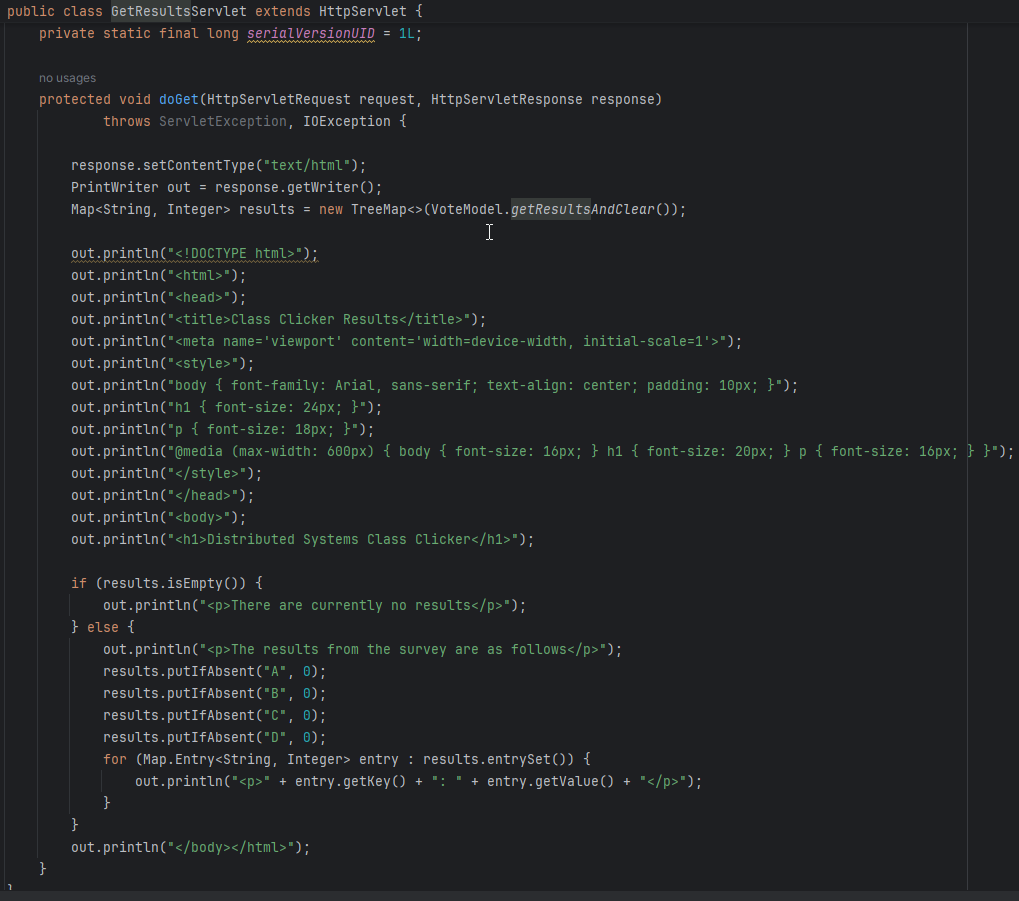 public class GetResultsServlet extends HttpServlet {
    private static final long serialVersionUID = 1L;
    no usages
    protected void doGet(HttpServletRequest request, HttpServletResponse response)
            throws ServletException, IOException {
        response.setContentType("text/html");
        PrintWriter out = response.getWriter();
        Map<String, Integer> results = new TreeMap<>(VoteModel.getResultsAndClear());
        out.println("<!DOCTYPE html>");
        out.println("<html>");
        out.println("<head>");
        out.println("<title>Class Clicker Results</title>");
        out.println("<meta name='viewport' content='width=device-width, initial-scale=1'>");
        out.println("<style>");
        out.println("body { font-family: Arial, sans-serif; text-align: center; padding: 10px; }");
        out.println("h1 { font-size: 24px; }");
        out.println("p { font-size: 18px; }");
        out.println("@media (max-width: 600px) { body { font-size: 16px; } h1 { font-size: 20px; } p { font-size: 16px; } }");
        out.println("</style>");
        out.println("</head>");
        out.println("<body>");
        out.println("<h1>Distributed Systems Class Clicker</h1>");
        if (results.isEmpty()) {
            out.println("<p>There are currently no results</p>");
        } else {
            out.println("<p>The results from the survey are as follows</p>");
            results.putIfAbsent("A", 0);
            results.putIfAbsent("B", 0);
            results.putIfAbsent("C", 0);
            results.putIfAbsent("D", 0);
            for (Map.Entry<String, Integer> entry : results.entrySet()) {
                out.println("<p>" + entry.getKey() + ": " + entry.getValue() + "</p>");
            }
        }
        out.println("</body></html>");
    }
}